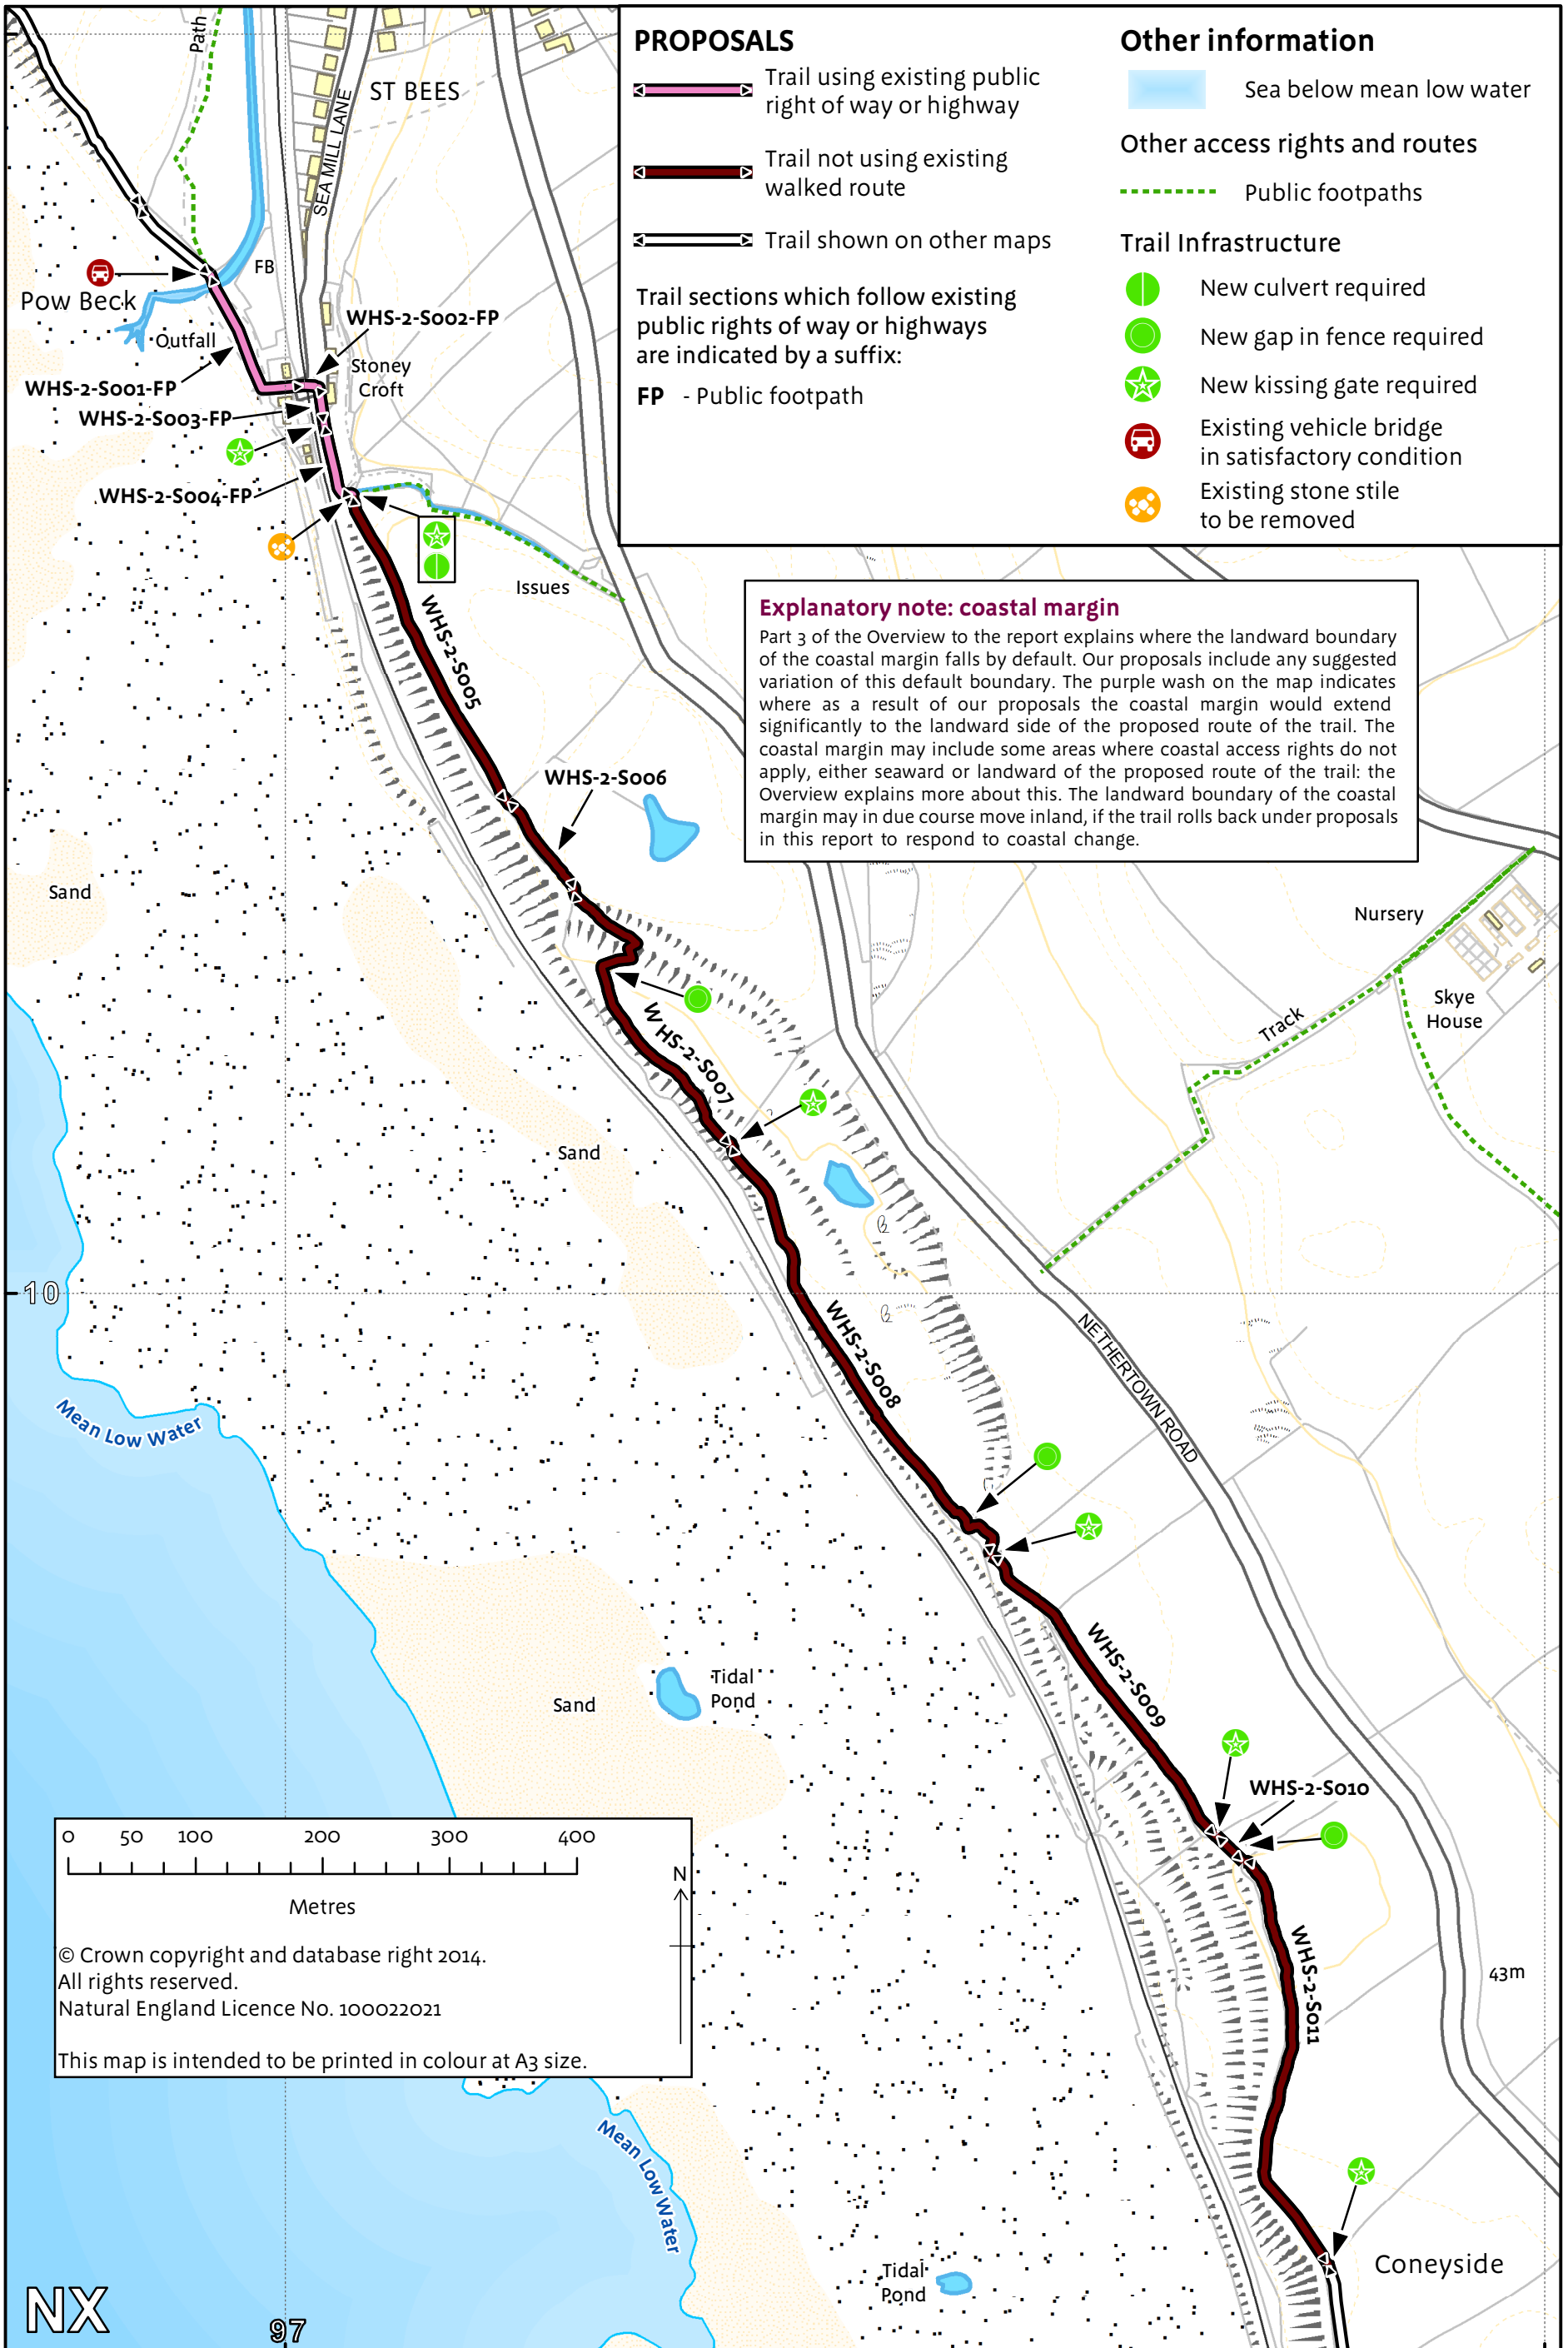 PROPOSALS
Trail using existing public
right of way or highway
Trail not using existing
walked route
Trail shown on other maps
Trail sections which follow existing
public rights of way or highways
are indicated by a suffix:
FP - Public footpath
Other information
Sea below mean low water
Other access rights and routes
Public footpaths
Trail Infrastructure
New culvert required
New gap in fence required
New kissing gate required
Existing vehicle bridge
in satisfactory condition
Existing stone stile
to be removed
Path
ST BEES
SEA MILL LANE
FB
Pow Beck
Outfall
WHS-2-S002-FP
Stoney
Croft
WHS-2-S001-FP
WHS-2-S003-FP
WHS-2-S004-FP
Issues
WHS-2-S005
Explanatory note: coastal margin
Part 3 of the Overview to the report explains where the landward boundary
of the coastal margin falls by default. Our proposals include any suggested
variation of this default boundary. The purple wash on the map indicates
where as a result of our proposals the coastal margin would extend
significantly to the landward side of the proposed route of the trail. The
coastal margin may include some areas where coastal access rights do not
apply, either seaward or landward of the proposed route of the trail: the
Overview explains more about this. The landward boundary of the coastal
margin may in due course move inland, if the trail rolls back under proposals
in this report to respond to coastal change.
WHS-2-S006
Sand
Nursery
Skye
House
Track
WHS-2-S007
Sand
10
WHS-2-S008
NETHERTOWN ROAD
Mean Low Water
WHS-2-S009
Tidal
Pond
Sand
WHS-2-S010
0 50 100 200 300 400
Metres
N
© Crown copyright and database right 2014.
All rights reserved.
Natural England Licence No. 100022021
This map is intended to be printed in colour at A3 size.
WHS-2-S011
43m
Mean Low Water
Coneyside
Tidal
Pond
NX
97